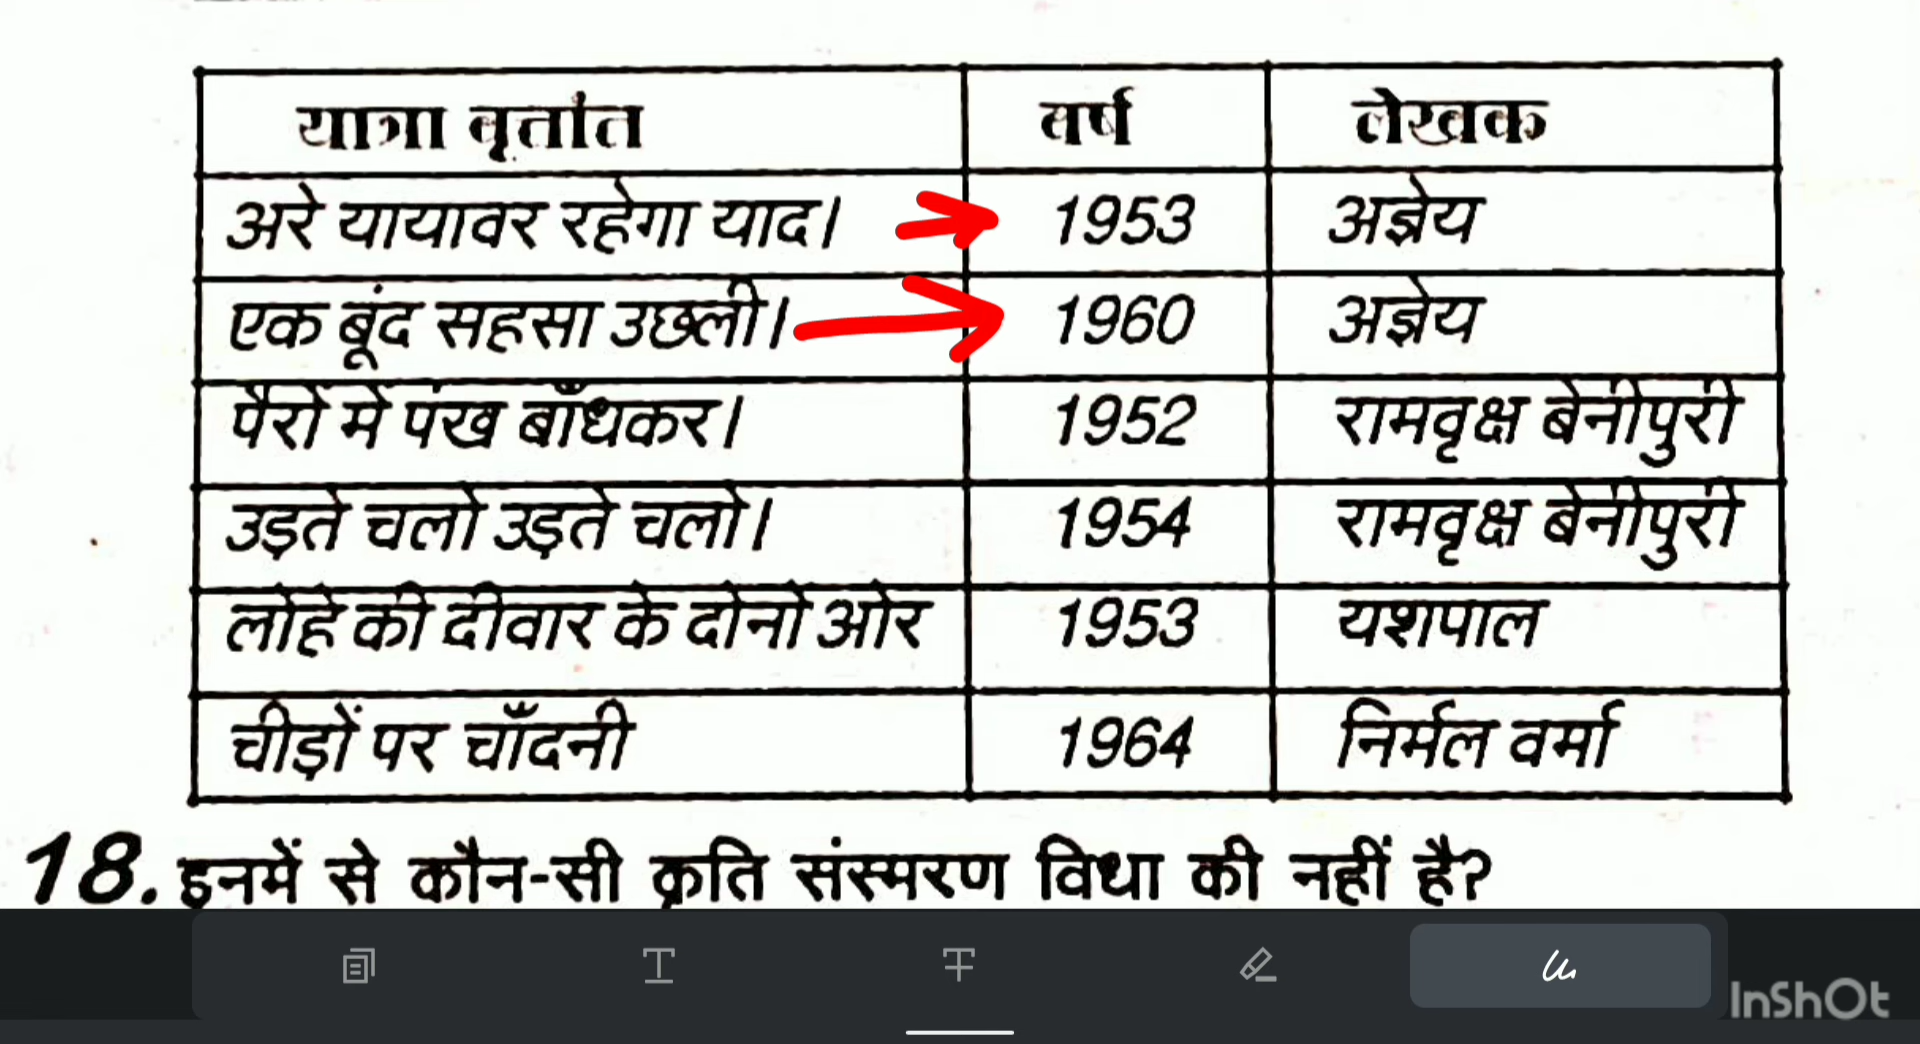 यात्रा वृतांत वर्ष लेखक
अरे यायावर रहेगा याद। 1953 अज्ञेय
एक बूंद सहसा उछली। 1960 अज्ञेय
पैरों में पंख बाँधकर। 1952 रामवृक्ष बेनीपुरी
उड़ते चलो उड़ते चलो। 1954 रामवृक्ष बेनीपुरी
लोहे की दीवार के दोनों ओर 1953 यशपाल
चीड़ों पर चाँदनी 1964 निर्मल वर्मा
18. इनमें से कौन-सी कृति संस्मरण विधा की नहीं है?
InShOt